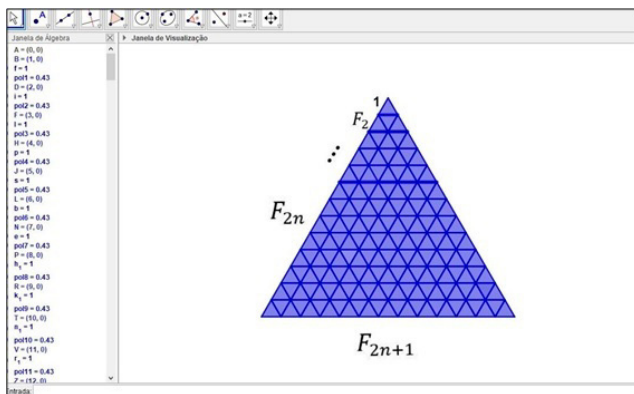 A
a=2
Janela de Álgebra
Janela de Visualização
A = (0, 0)
B = (1, 0)
f = 1
pol1 = 0.43
D = (2, 0)
i = 1
pol2 = 0.43
F = (3, 0)
l = 1
pol3 = 0.43
H = (4, 0)
p = 1
pol4 = 0.43
J = (5, 0)
s = 1
pol5 = 0.43
L = (6, 0)
b = 1
pol6 = 0.43
N = (7, 0)
e = 1
pol7 = 0.43
P = (8, 0)
h₁ = 1
pol8 = 0.43
R = (9, 0)
k₁ = 1
pol9 = 0.43
T = (10, 0)
n₁ = 1
pol10 = 0.43
V = (11, 0)
r₁ = 1
pol11 = 0.43
Z = (12, 0)
Entrada:
1
F₂
⋮
F₂ₙ
F₂ₙ₊₁